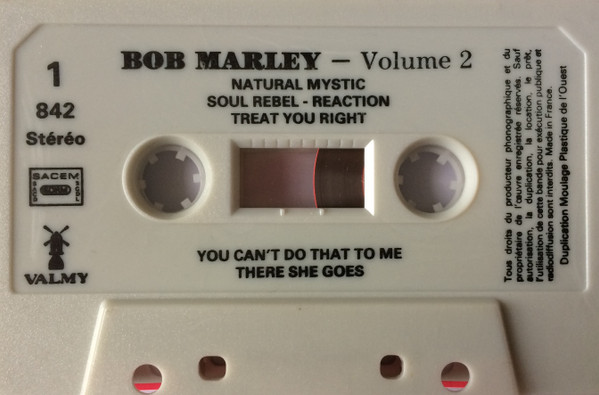 1
842
Stéréo
SACEM
VALMY
BOB MARLEY – Volume 2
NATURAL MYSTIC
SOUL REBEL - REACTION
TREAT YOU RIGHT
YOU CAN'T DO THAT TO ME
THERE SHE GOES
Tous droits du producteur phonographique et du
propriétaire de l'œuvre enregistrée réservés. Sauf
autorisation, la duplication, la location, le prêt,
l'utilisation de cette bande pour exécution publique et
radiodiffusion sont interdits. Made in France.
Duplication Moulage Plastique de l'Ouest